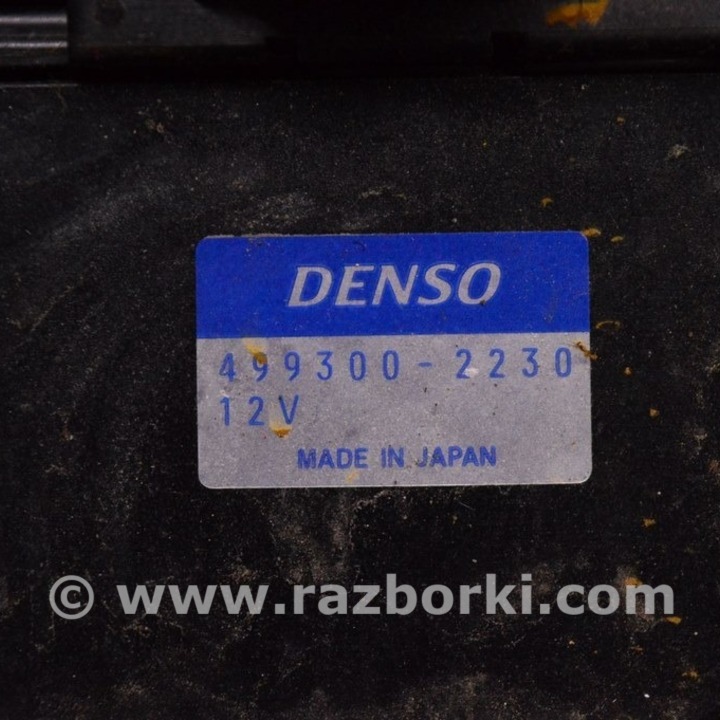 DENSO
499300-2230
12V
MADE IN JAPAN
© www.razborki.com